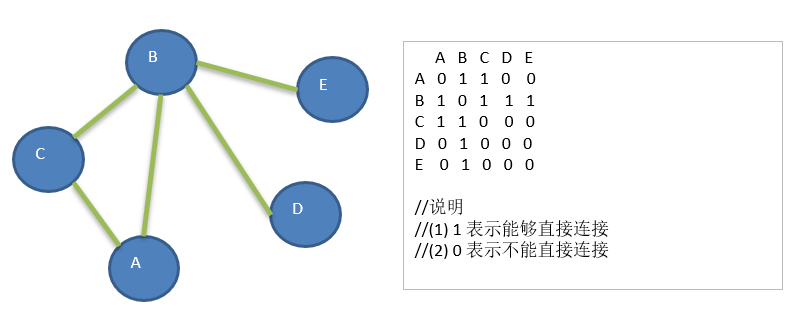 B
E
C
D
A
A B C D E
A 0 1 1 0 0
B 1 0 1 1 1
C 1 1 0 0 0
D 0 1 0 0 0
E 0 1 0 0 0
//说明
//(1) 1 表示能够直接连接
//(2) 0 表示不能直接连接